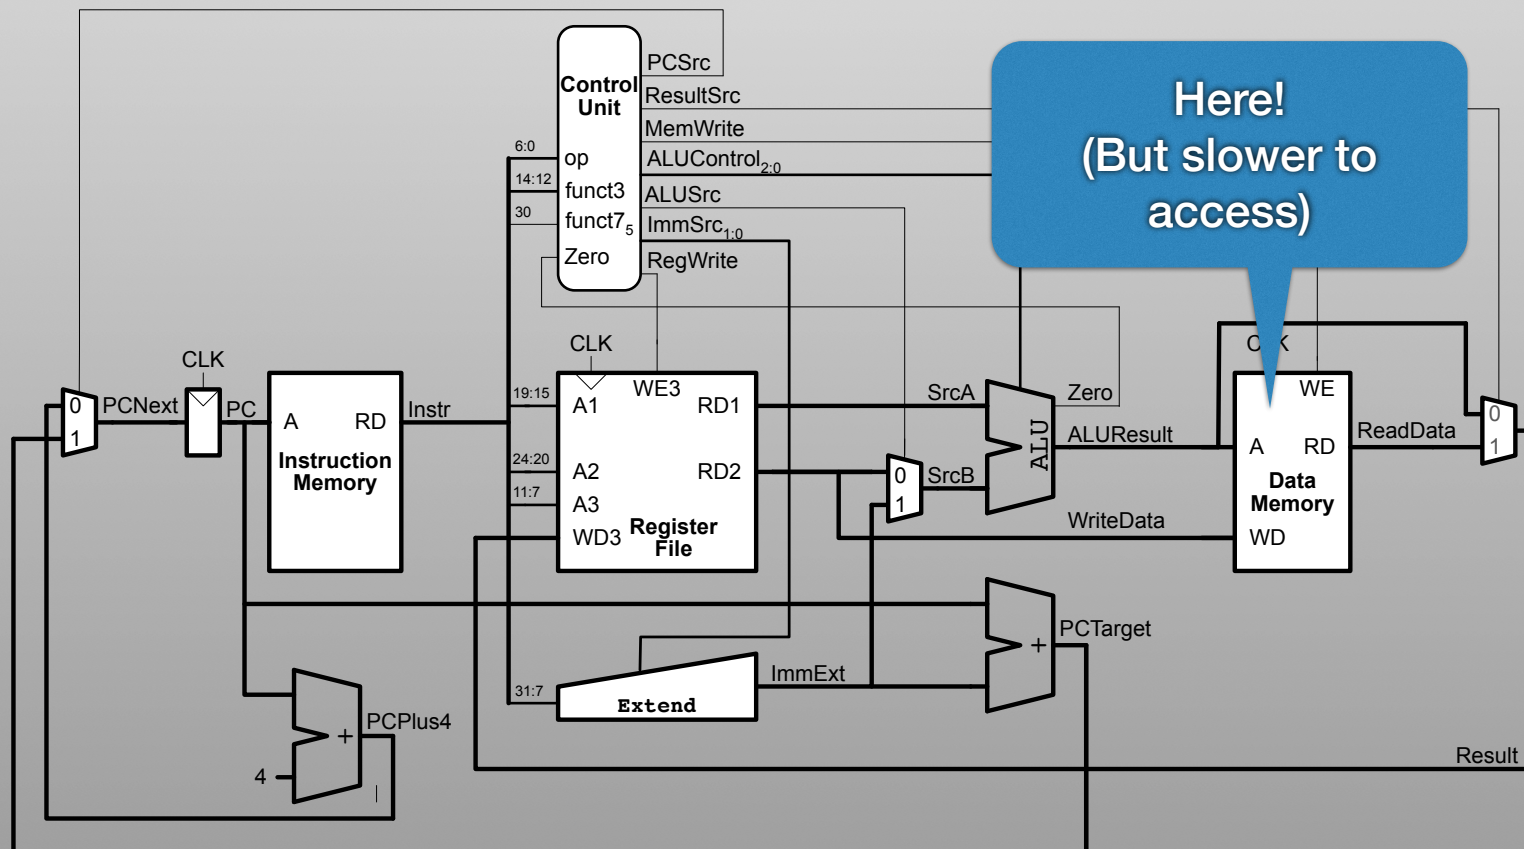 PCSrc
Control
Unit
ResultSrc
MemWrite
ALUControl2:0
ALUSrc
ImmSrc1:0
RegWrite
6:0
op
14:12
funct3
30
funct75
Zero
Here!
(But slower to
access)
CLK
CLK
PCNext
0
1
PC
A
RD
Instr
Instruction
Memory
19:15
A1
WE3
RD1
24:20
A2
RD2
11:7
A3
WD3
Register
File
SrcA
0
1
SrcB
ALU
Zero
ALUResult
WriteData
WE
A
RD
Data
Memory
WD
ReadData
0
1
PCTarget
+
ImmExt
31:7
Extend
PCPlus4
+
4
Result